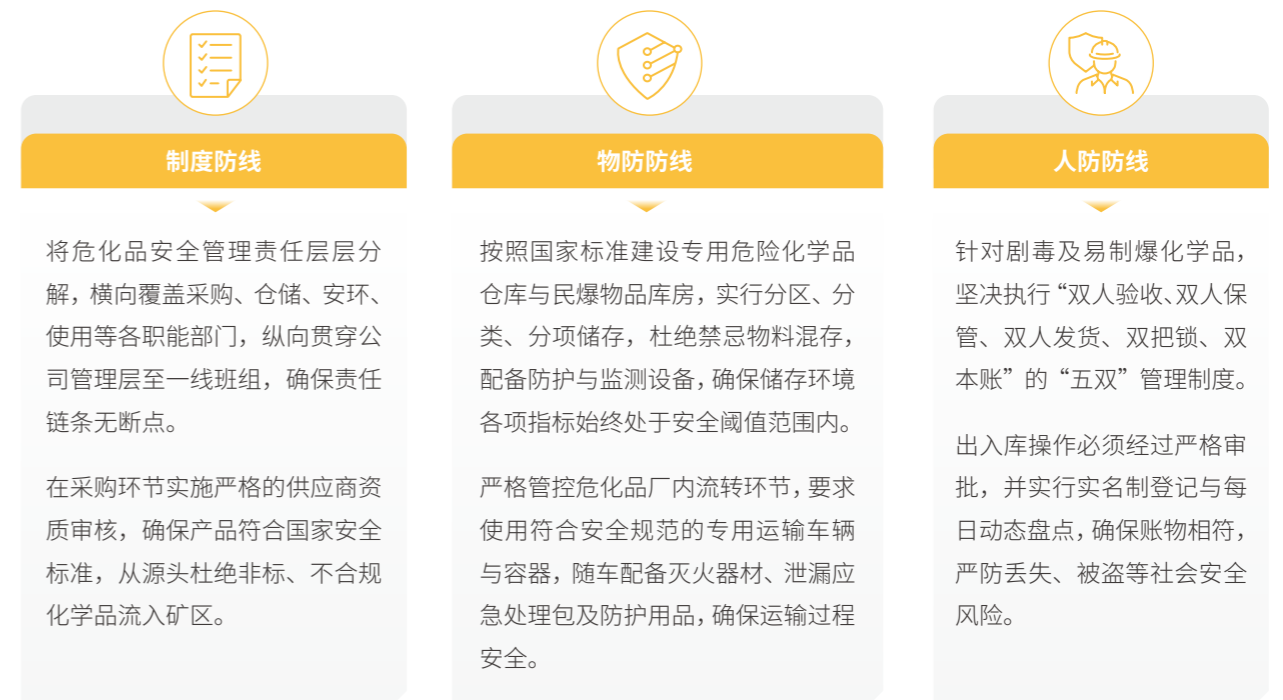 制度防线
将危化品安全管理责任层层分
解，横向覆盖采购、仓储、安环、
使用等各职能部门，纵向贯穿公
司管理层至一线班组，确保责任
链条无断点。
在采购环节实施严格的供应商资
质审核，确保产品符合国家安全
标准，从源头杜绝非标、不合规
化学品流入矿区。
物防防线
按照国家标准建设专用危险化学品
仓库与民爆物品库房，实行分区、分
类、分项储存，杜绝禁忌物料混存，
配备防护与监测设备，确保储存环境
各项指标始终处于安全阈值范围内。
严格管控危化品厂内流转环节，要求
使用符合安全规范的专用运输车辆
与容器，随车配备灭火器材、泄漏应
急处理包及防护用品，确保运输过程
安全。
人防防线
针对剧毒及易制爆化学品，
坚决执行“双人验收、双人保
管、双人发货、双把锁、双
本账”的“五双”管理制度。
出入库操作必须经过严格审
批，并实行实名制登记与每
日动态盘点，确保账物相符，
严防丢失、被盗等社会安全
风险。